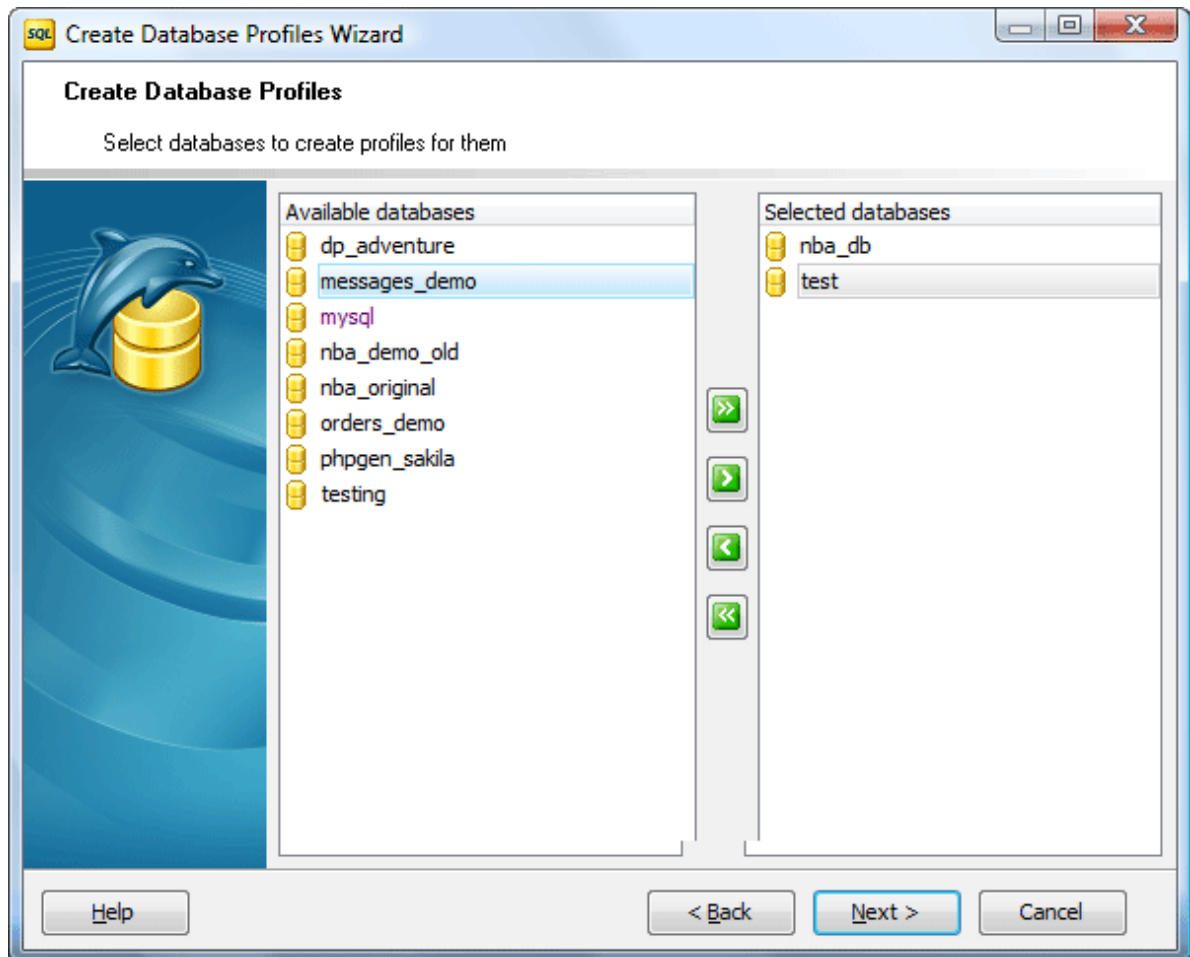 SQL Create Database Profiles Wizard
Create Database Profiles
Select databases to create profiles for them
Available databases
dp_adventure
messages_demo
mysql
nba_demo_old
nba_original
orders_demo
phpgen_sakila
testing
Selected databases
nba_db
test
Help
< Back
Next >
Cancel